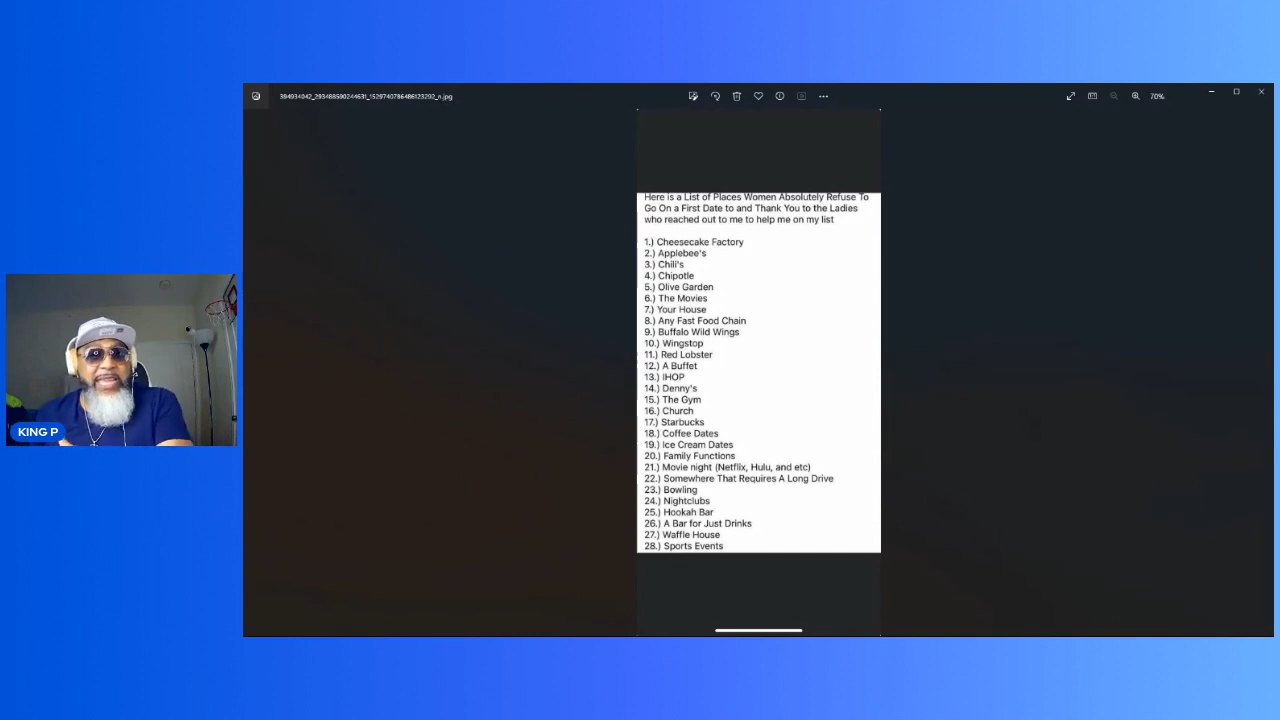 394934042_293488590244631_1529740786486123292_n.jpg
70%
Here is a List of Places Women Absolutely Refuse To
Go On a First Date to and Thank You to the Ladies
who reached out to me to help me on my list
1.) Cheesecake Factory
2.) Applebee's
3.) Chili's
4.) Chipotle
5.) Olive Garden
6.) The Movies
7.) Your House
8.) Any Fast Food Chain
9.) Buffalo Wild Wings
10.) Wingstop
11.) Red Lobster
12.) A Buffet
13.) IHOP
14.) Denny's
15.) The Gym
16.) Church
17.) Starbucks
18.) Coffee Dates
19.) Ice Cream Dates
20.) Family Functions
21.) Movie night (Netflix, Hulu, and etc)
22.) Somewhere That Requires A Long Drive
23.) Bowling
24.) Nightclubs
25.) Hookah Bar
26.) A Bar for Just Drinks
27.) Waffle House
28.) Sports Events
KING P